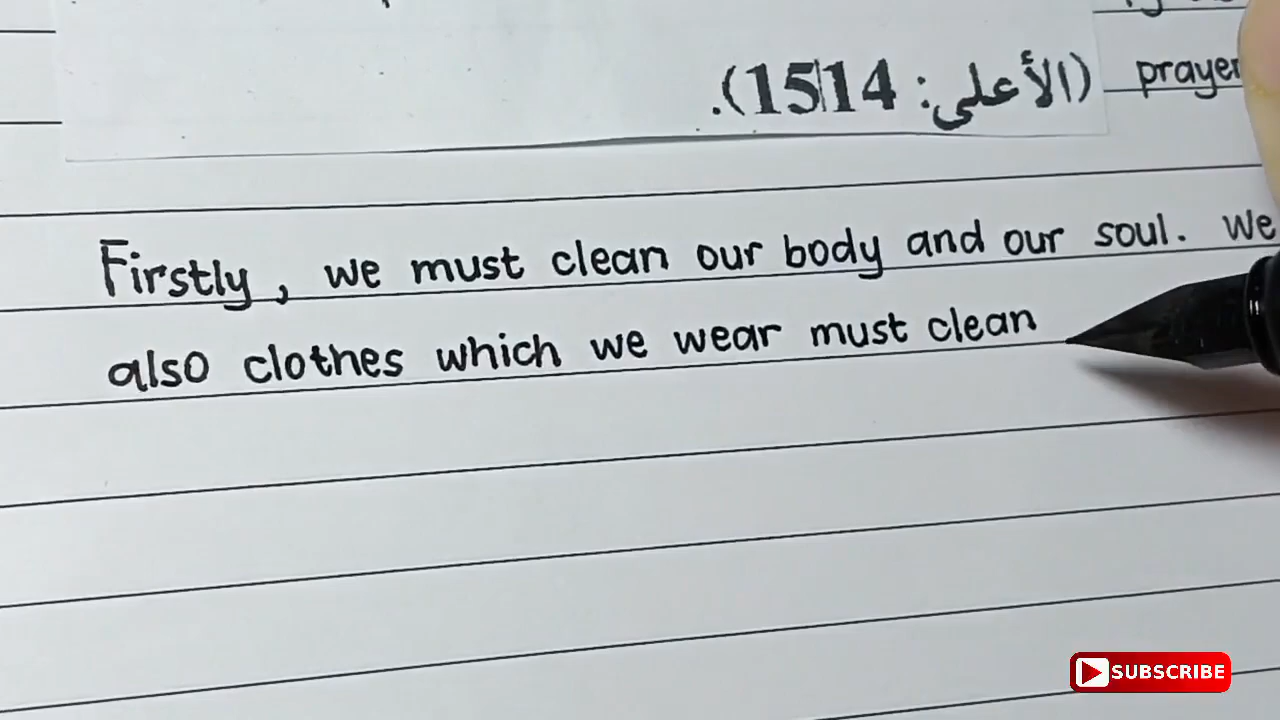 (الأعلى: 14|15).
prayer
Firstly, we must clean our body and our soul. We
also clothes which we wear must clean
SUBSCRIBE